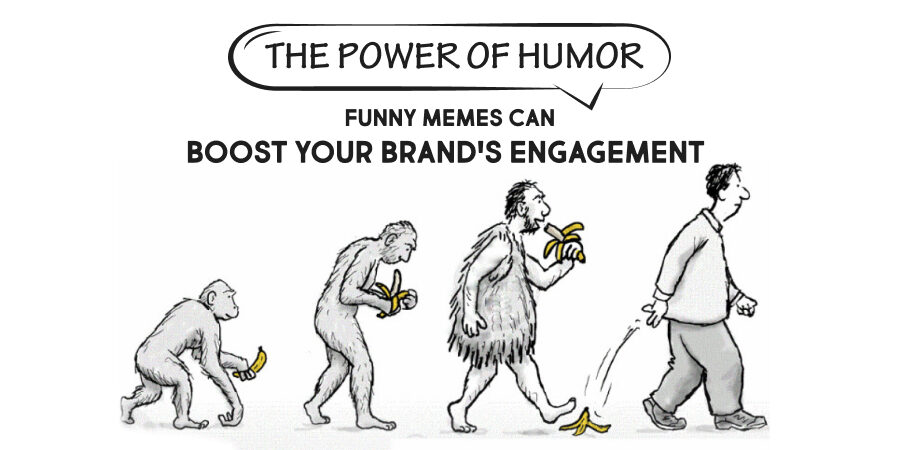 THE POWER OF HUMOR
FUNNY MEMES CAN
BOOST YOUR BRAND'S ENGAGEMENT